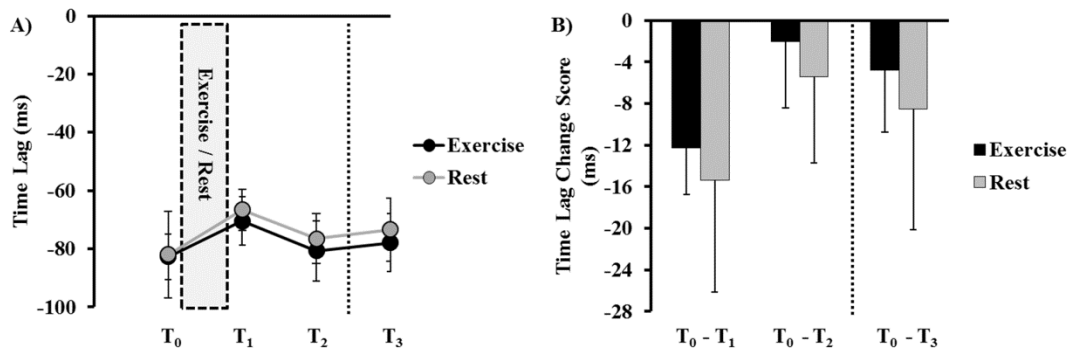 A)
Time Lag (ms)
0
-20
-40
-60
-80
-100
Exercise / Rest
T0
T1
T2
T3
Exercise
Rest
B)
Time Lag Change Score
(ms)
0
-4
-8
-12
-16
-20
-24
-28
T0 - T1
T0 - T2
T0 - T3
Exercise
Rest